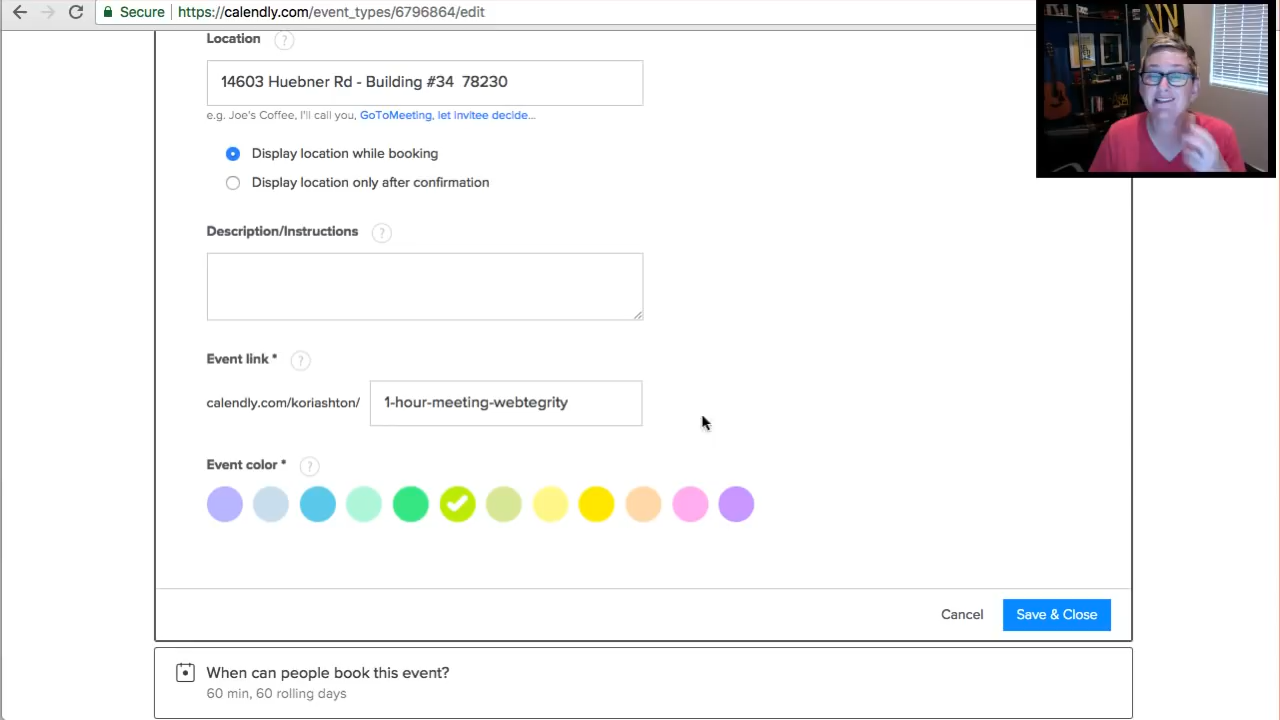 Secure https://calendly.com/event_types/6796864/edit
Location ?
14603 Huebner Rd - Building #34 78230
e.g. Joe's Coffee, I'll call you, GoToMeeting, let invitee decide...
Display location while booking
Display location only after confirmation
Description/Instructions ?
Event link * ?
calendly.com/koriashton/ 1-hour-meeting-webtegrity
Event color * ?
Cancel Save & Close
When can people book this event?
60 min, 60 rolling days